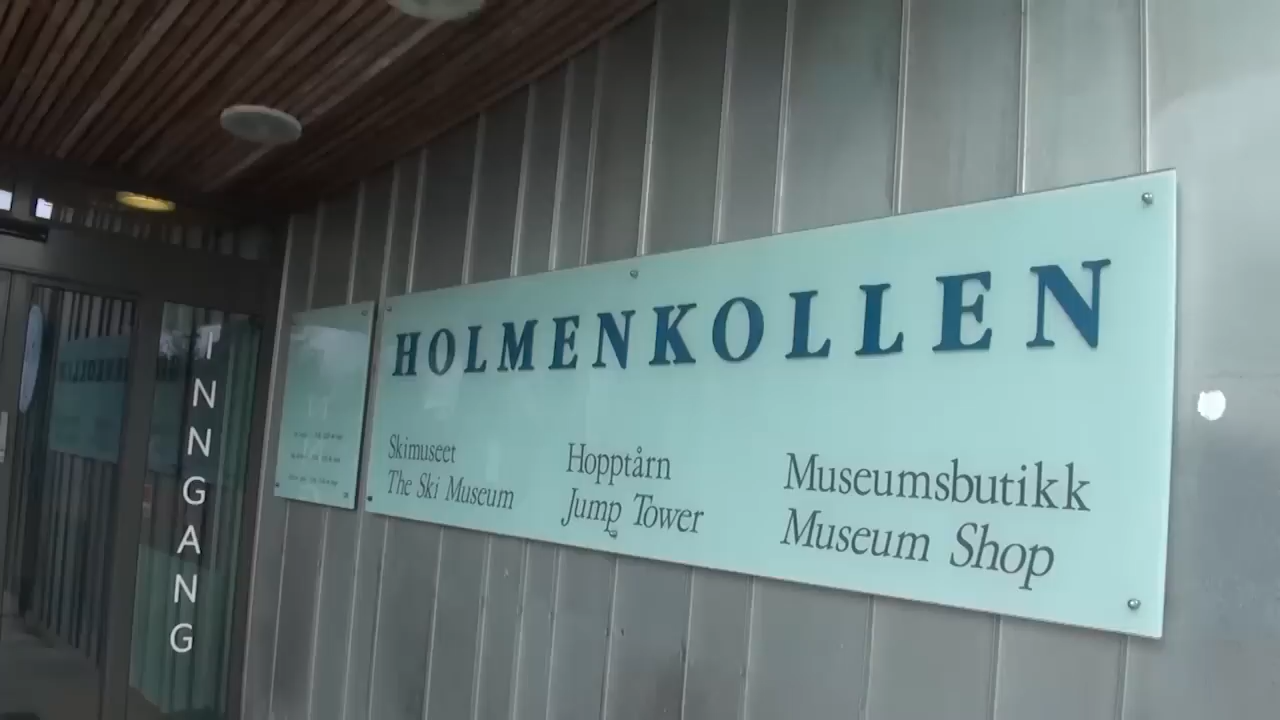 HOLMENKOLLEN
Skimuseet
The Ski Museum
Hopptårn
Jump Tower
Museumsbutikk
Museum Shop
INNGANG